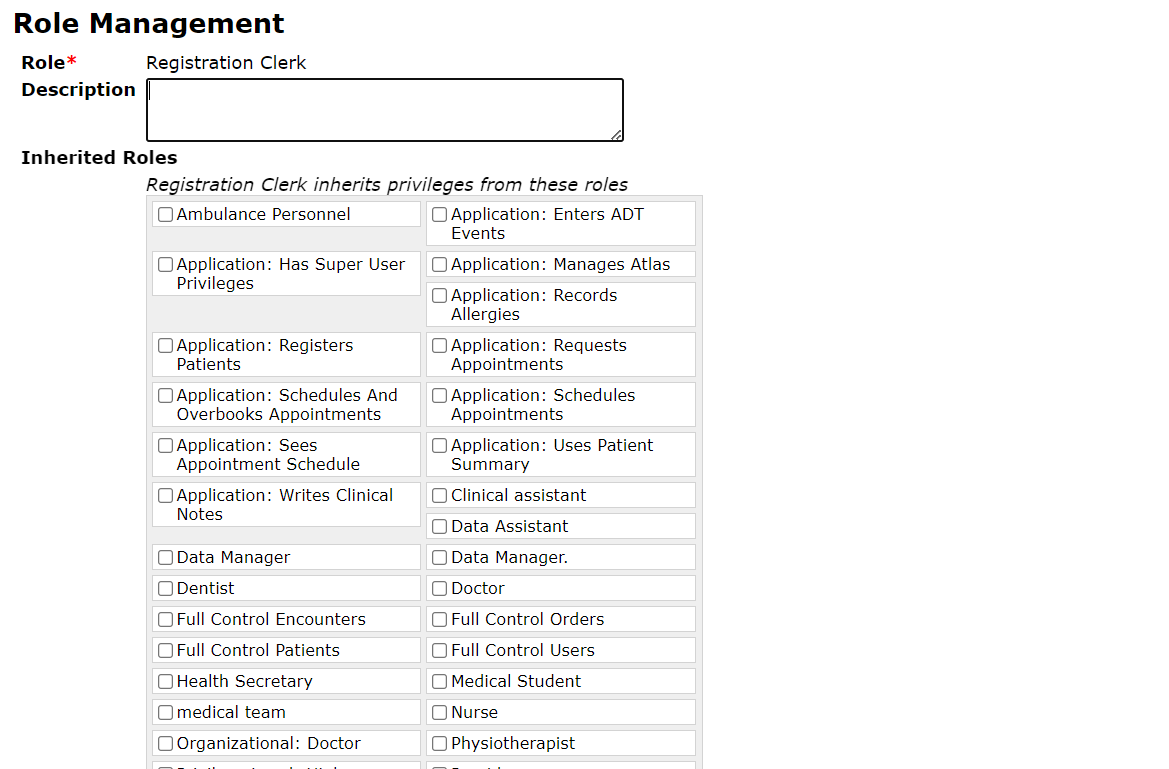 Role Management
Role*
Registration Clerk
Description
Inherited Roles
Registration Clerk inherits privileges from these roles
Ambulance Personnel
Application: Enters ADT
Events
Application: Has Super User
Privileges
Application: Manages Atlas
Application: Records
Allergies
Application: Registers
Patients
Application: Requests
Appointments
Application: Schedules And
Overbooks Appointments
Application: Schedules
Appointments
Application: Sees
Appointment Schedule
Application: Uses Patient
Summary
Application: Writes Clinical
Notes
Clinical assistant
Data Assistant
Data Manager
Data Manager.
Dentist
Doctor
Full Control Encounters
Full Control Orders
Full Control Patients
Full Control Users
Health Secretary
Medical Student
medical team
Nurse
Organizational: Doctor
Physiotherapist